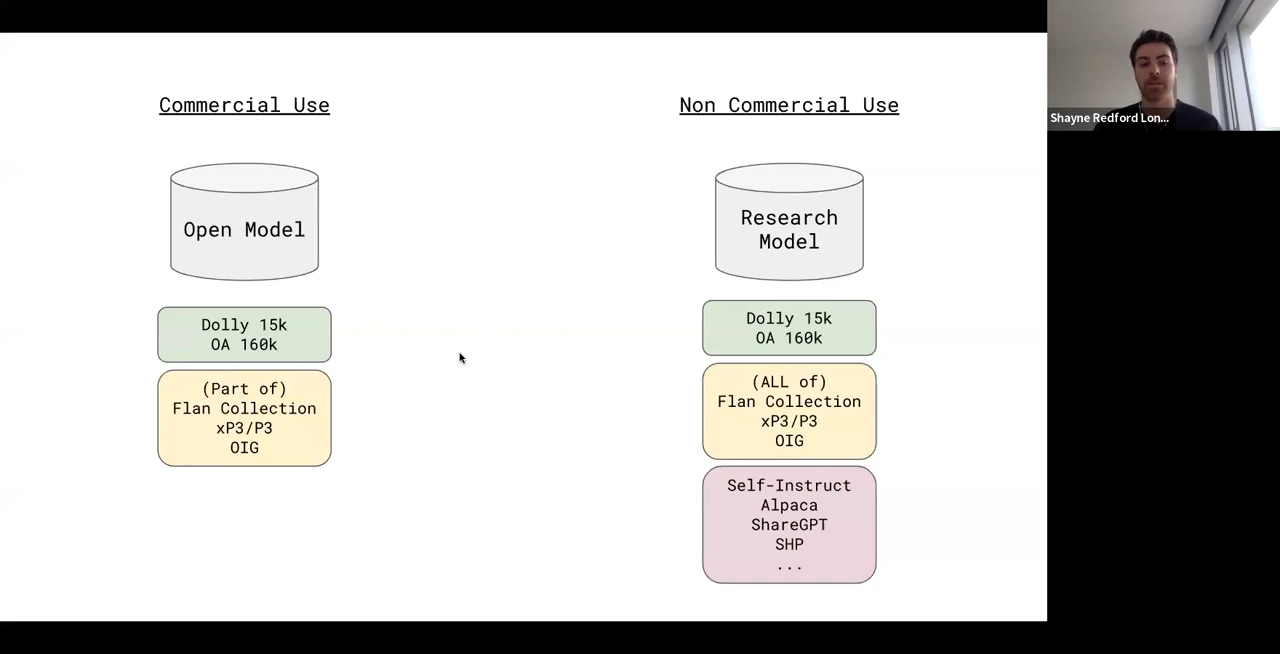 Commercial Use
Open Model
Dolly 15k
OA 160k
(Part of)
Flan Collection
xP3/P3
OIG
Non Commercial Use
Research
Model
Dolly 15k
OA 160k
(ALL of)
Flan Collection
xP3/P3
OIG
Self-Instruct
Alpaca
ShareGPT
SHP
...
Shayne Redford Lon...